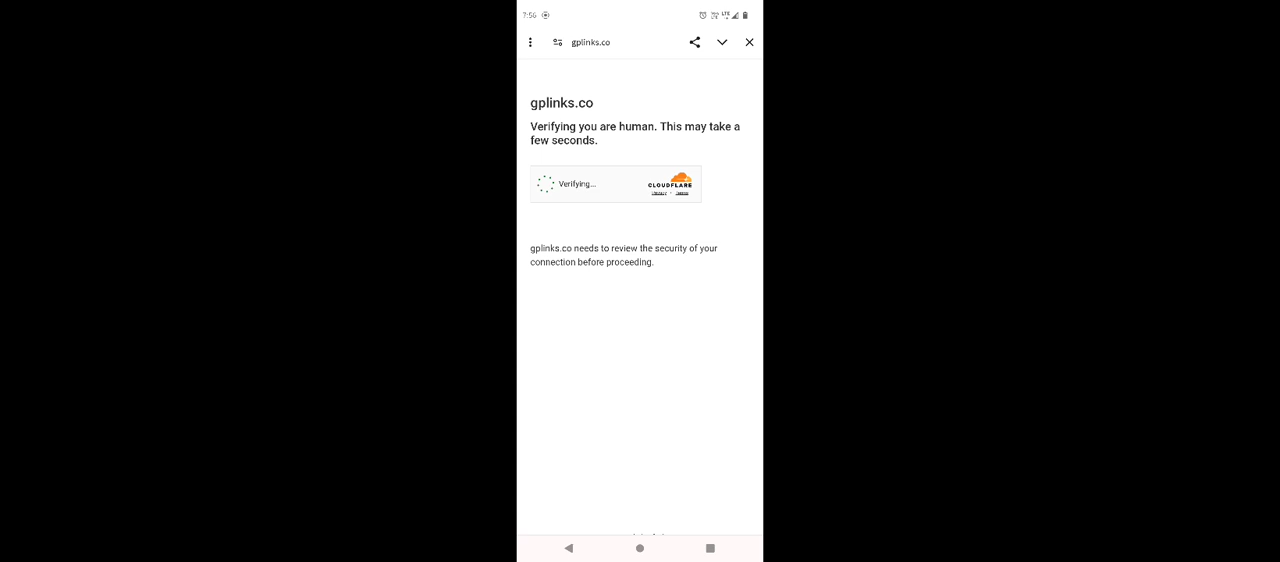 7:56
LTE
gplinks.co
gplinks.co
Verifying you are human. This may take a
few seconds.
Verifying...
CLOUDFLARE
gplinks.co needs to review the security of your
connection before proceeding.